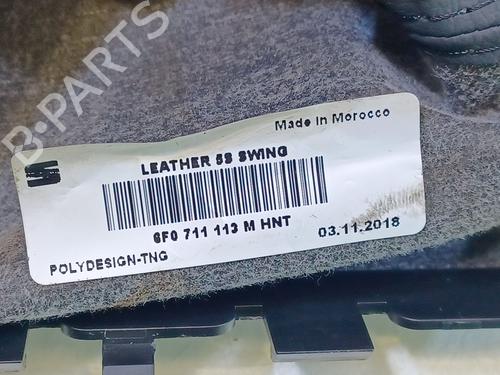 B-PARTS
Made in Morocco
LEATHER 5S SWING
6F0 711 113 M HNT
03.11.2018
POLYDESIGN-TNG